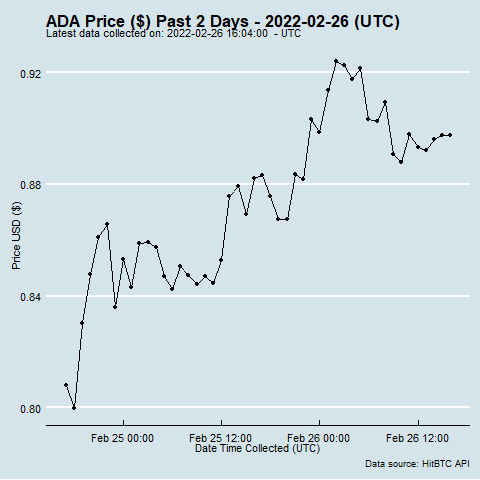 ADA Price ($) Past 2 Days - 2022-02-26 (UTC)
Latest data collected on: 2022-02-26 16:04:00  - UTC
0.92
0.88
0.84
0.80
Price USD ($)
Feb 25 00:00
Feb 25 12:00
Feb 26 00:00
Feb 26 12:00
Date Time Collected (UTC)
Data source: HitBTC API